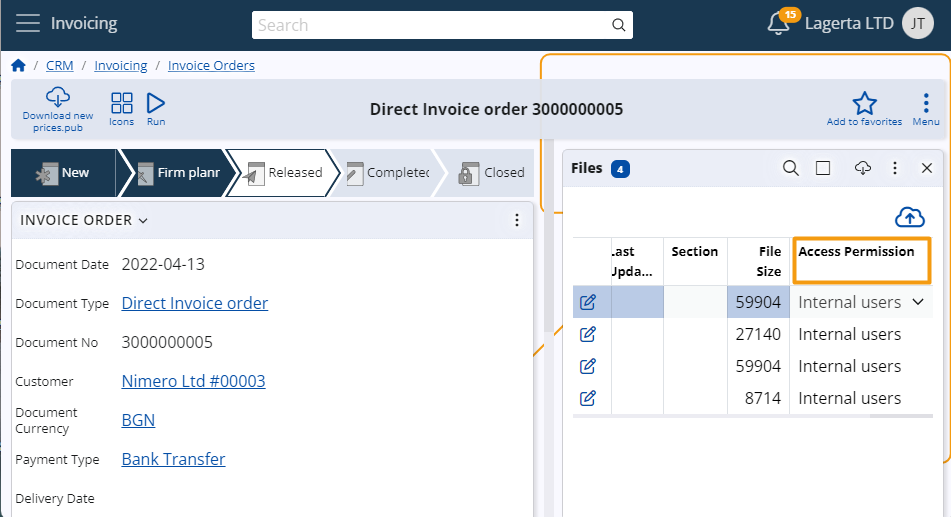 Invoicing
Search
15
Lagerta LTD
JT
/ CRM / Invoicing / Invoice Orders
Download new
prices.pub
Icons
Run
Direct Invoice order 3000000005
Add to favorites
Menu
New
Firm planr
Released
Completed
Closed
Files
4
INVOICE ORDER
Document Date 2022-04-13
Document Type Direct Invoice order
Document No 3000000005
Customer Nimero Ltd #00003
Document
Currency
BGN
Payment Type Bank Transfer
Delivery Date
Last
Upda...
Section
File
Size
Access Permission
59904 Internal users
27140 Internal users
59904 Internal users
8714 Internal users